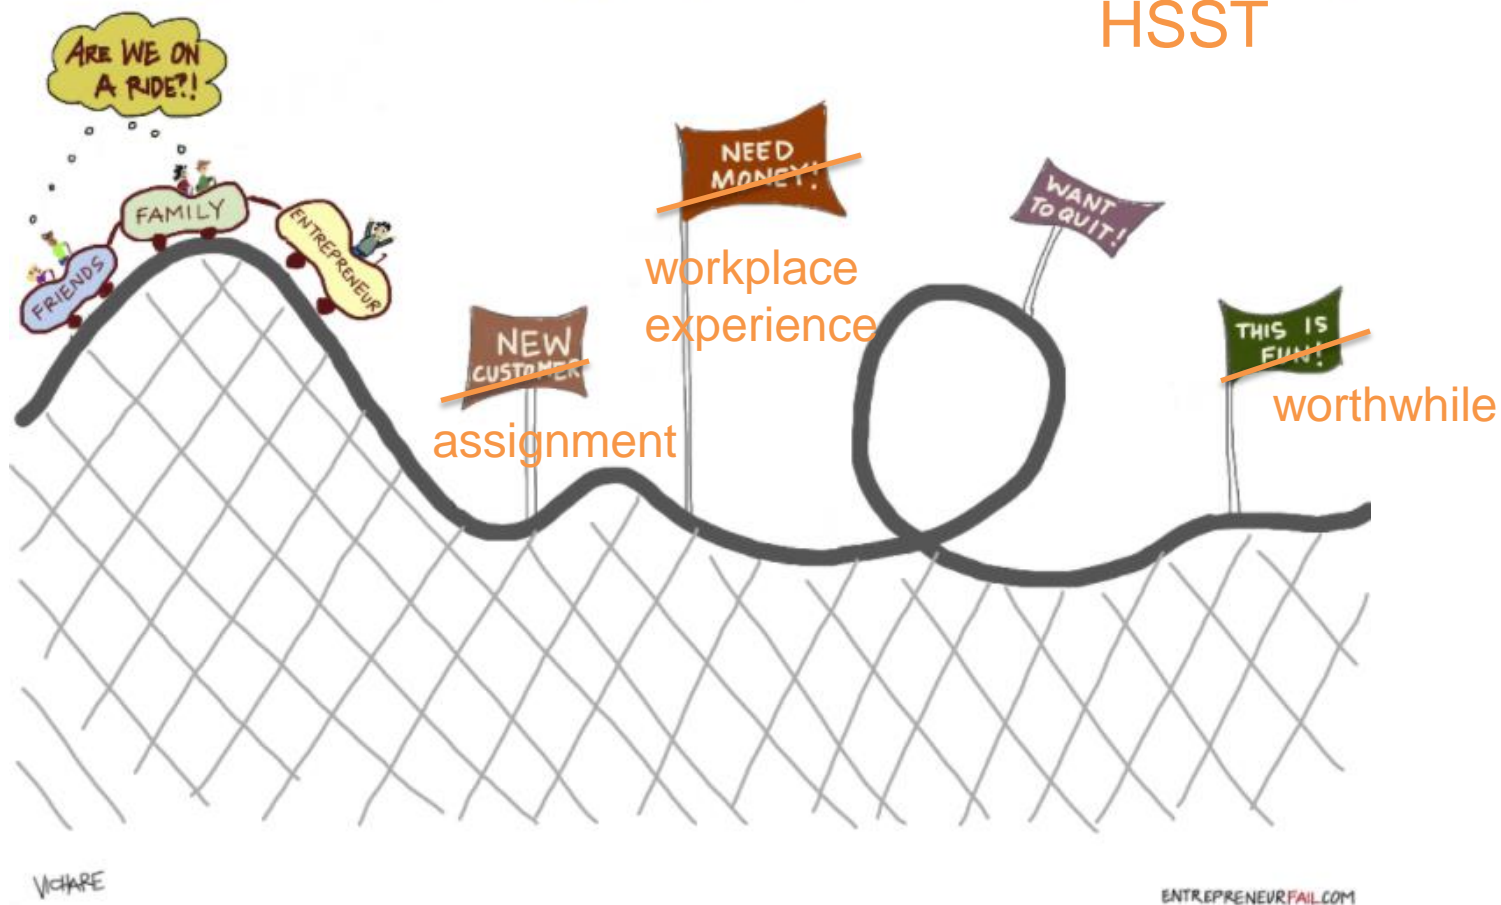 HSST
ARE WE ON
A RIDE?!
FRIENDS
FAMILY
ENTREPRENEUR
NEW
CUSTOMER
assignment
NEED
MONEY!
workplace
experience
WANT
TO QUIT!
THIS IS
FUN!
worthwhile
VICHARE
ENTREPRENEURFAIL.COM